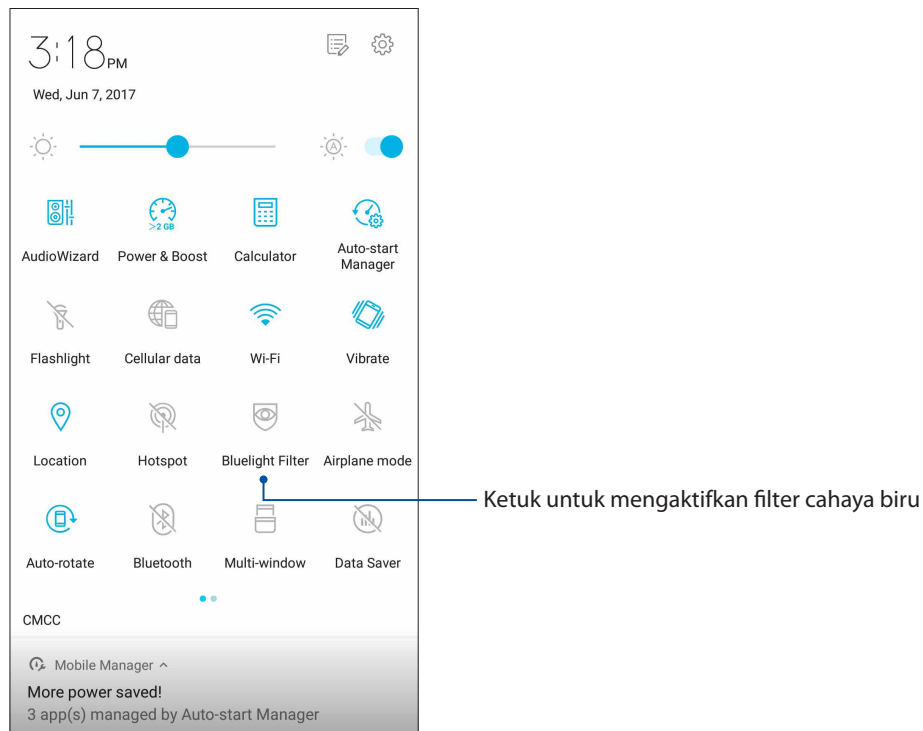 3:18 PM
Wed, Jun 7, 2017
A
>2 GB
AudioWizard Power & Boost Calculator Auto-start Manager
Flashlight Cellular data Wi-Fi Vibrate
Location Hotspot Bluelight Filter Airplane mode
Ketuk untuk mengaktifkan filter cahaya biru
Auto-rotate Bluetooth Multi-window Data Saver
CMCC
Mobile Manager
More power saved!
3 app(s) managed by Auto-start Manager